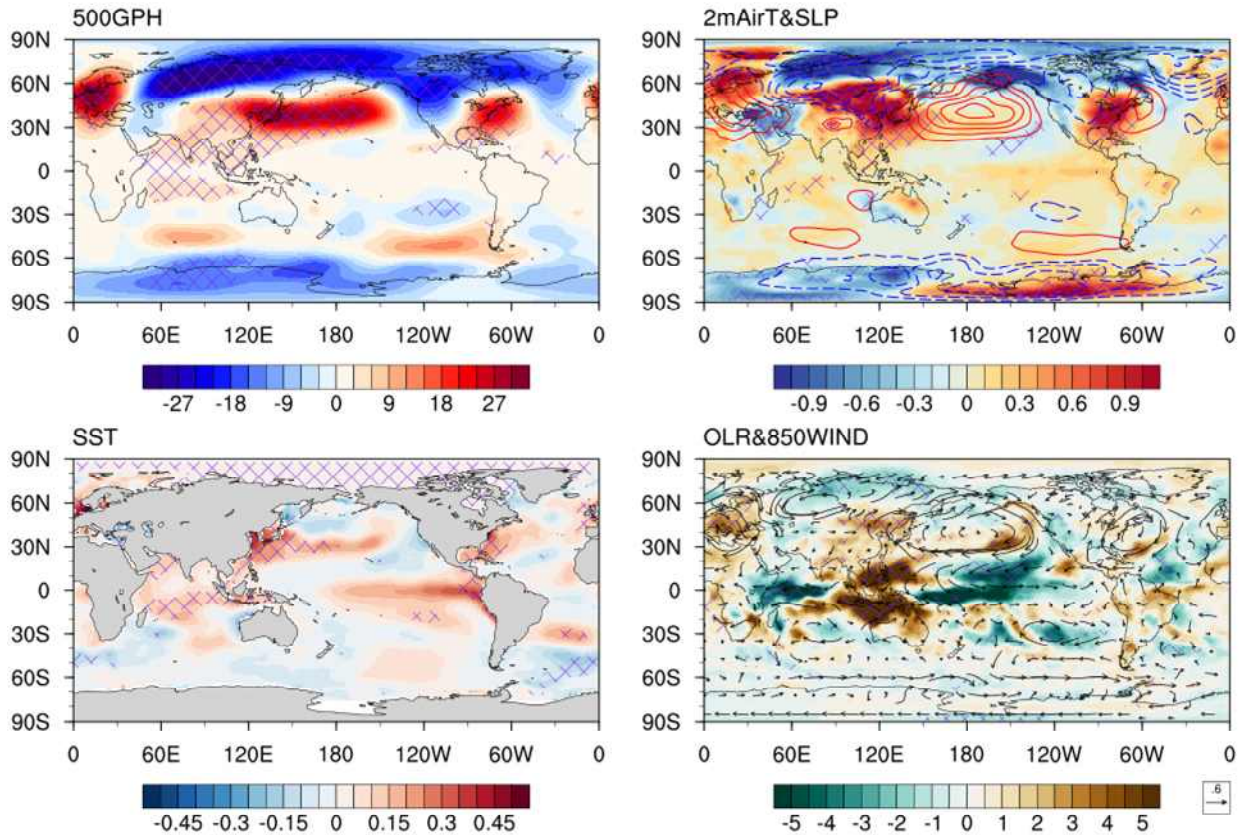 500GPH
90N
60N
30N
0
30S
60S
90S
0 60E 120E 180 120W 60W 0
-27 -18 -9 0 9 18 27
2mAirT&SLP
90N
60N
30N
0
30S
60S
90S
0 60E 120E 180 120W 60W 0
-0.9 -0.6 -0.3 0 0.3 0.6 0.9
SST
90N
60N
30N
0
30S
60S
90S
0 60E 120E 180 120W 60W 0
-0.45 -0.3 -0.15 0 0.15 0.3 0.45
OLR&850WIND
90N
60N
30N
0
30S
60S
90S
0 60E 120E 180 120W 60W 0
-5 -4 -3 -2 -1 0 1 2 3 4 5
.6